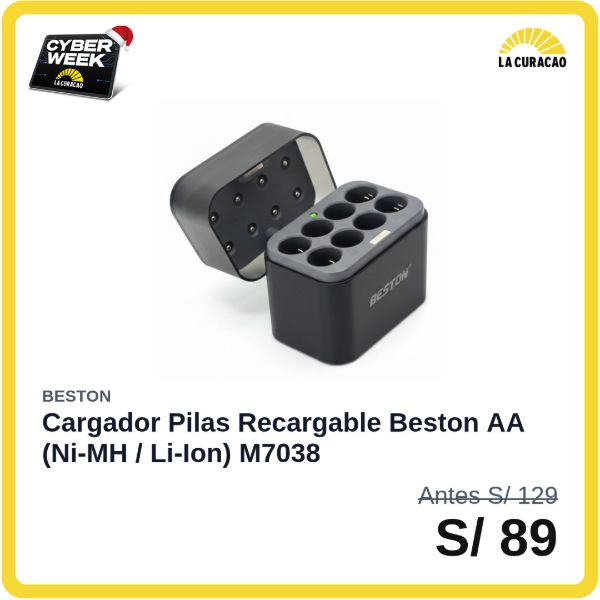 CYBER
WEEK
LA CURACAO
LA CURACAO
BESTON
BESTON
Cargador Pilas Recargable Beston AA
(Ni-MH / Li-Ion) M7038
Antes S/ 129
S/ 89